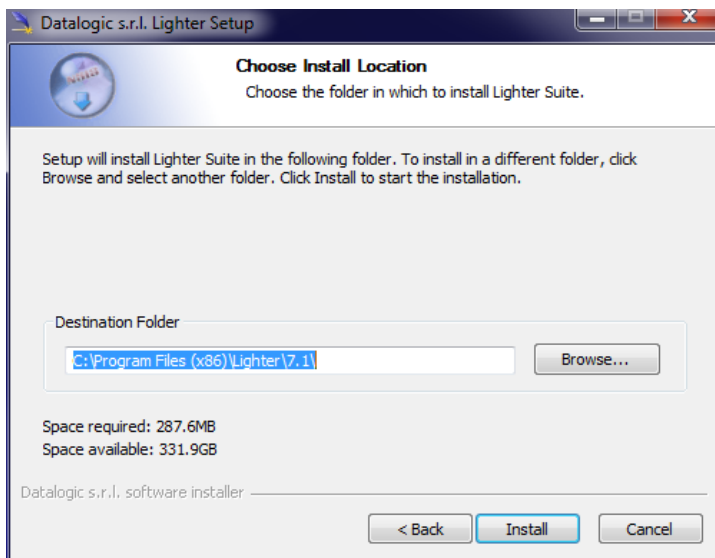 Datalogic s.r.l. Lighter Setup
Choose Install Location
Choose the folder in which to install Lighter Suite.
Setup will install Lighter Suite in the following folder. To install in a different folder, click
Browse and select another folder. Click Install to start the installation.
Destination Folder
C:\Program Files (x86)\Lighter\7.1\
Browse...
Space required: 287.6MB
Space available: 331.9GB
Datalogic s.r.l. software installer
< Back
Install
Cancel